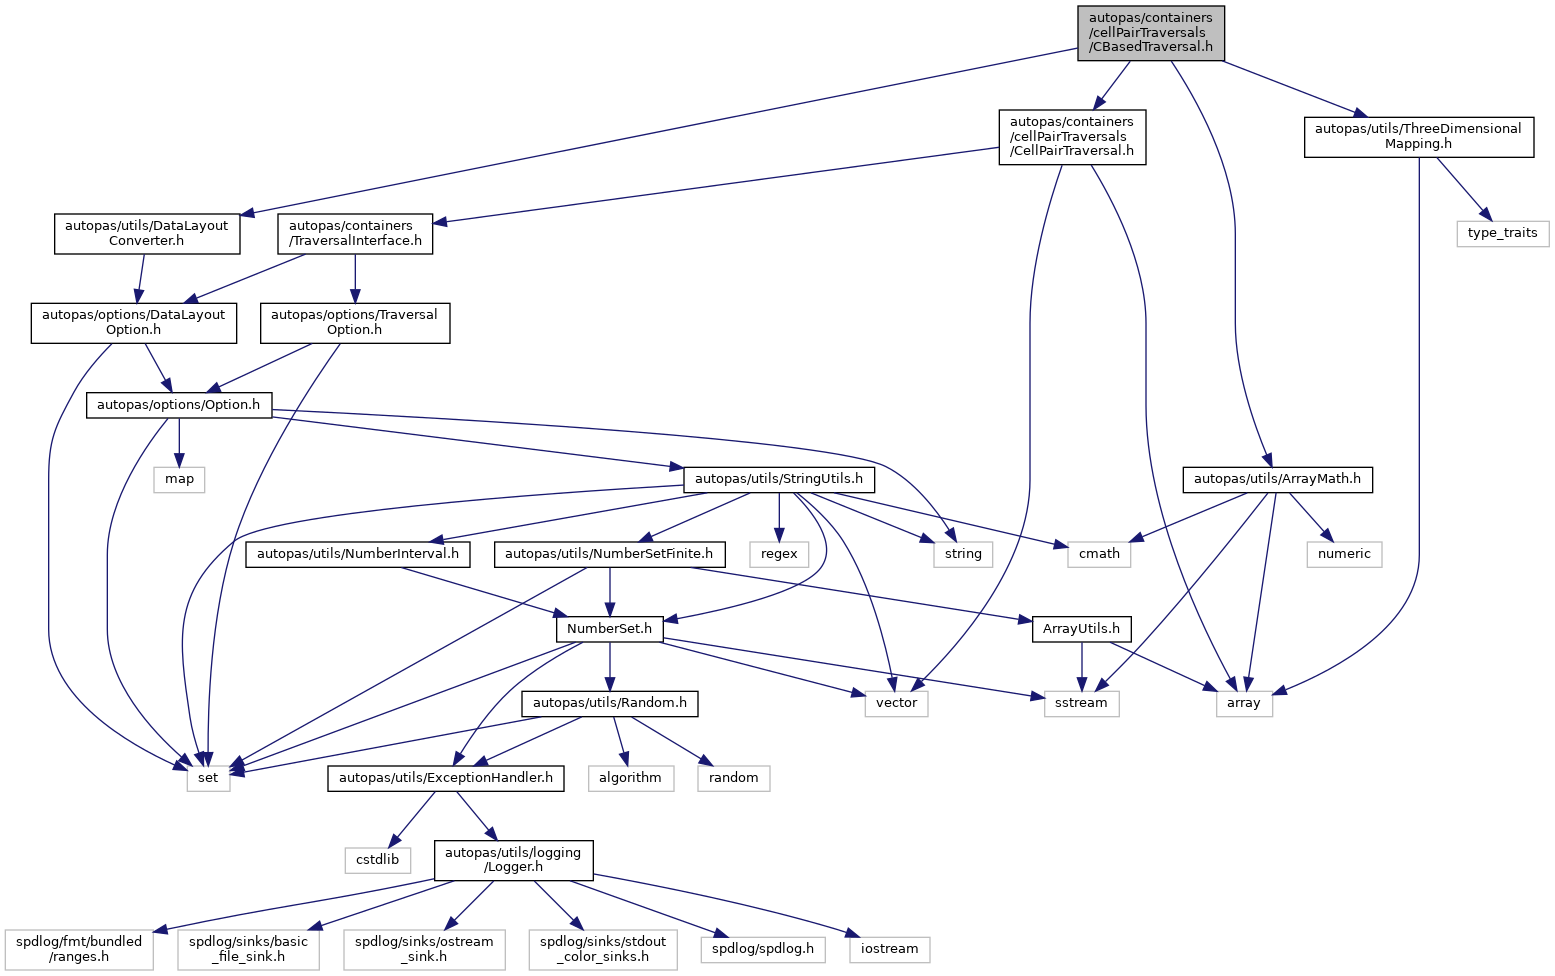 autopas/containers
/cellPairTraversals
/CBasedTraversal.h
autopas/containers
/cellPairTraversals
/CellPairTraversal.h
autopas/utils/ThreeDimensional
Mapping.h
autopas/utils/DataLayout
Converter.h
autopas/containers
/TraversalInterface.h
type_traits
autopas/options/DataLayout
Option.h
autopas/options/Traversal
Option.h
autopas/options/Option.h
map
autopas/utils/StringUtils.h
autopas/utils/ArrayMath.h
autopas/utils/NumberInterval.h
autopas/utils/NumberSetFinite.h
regex
string
cmath
numeric
NumberSet.h
ArrayUtils.h
autopas/utils/Random.h
vector
sstream
array
set
autopas/utils/ExceptionHandler.h
algorithm
random
cstdlib
autopas/utils/logging
/Logger.h
spdlog/fmt/bundled
/ranges.h
spdlog/sinks/basic
_file_sink.h
spdlog/sinks/ostream
_sink.h
spdlog/sinks/stdout
_color_sinks.h
spdlog/spdlog.h
iostream